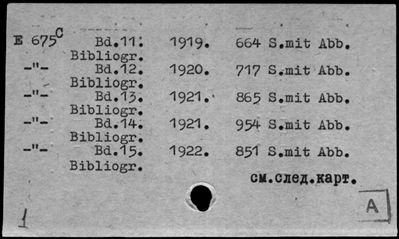 E 675C Bd.11. 1919. 664 S.mit Abb.
Bibliogr.
-"- Bd.12. 1920. 717 S.mit Abb.
Bibliogr.
-"- Bd.13. 1921. 865 S.mit Abb.
Bibliogr.
-"- Bd.14. 1921. 954 S.mit Abb.
Bibliogr.
-"- Bd.15. 1922. 851 S.mit Abb.
Bibliogr.
см.след.карт.
A
1